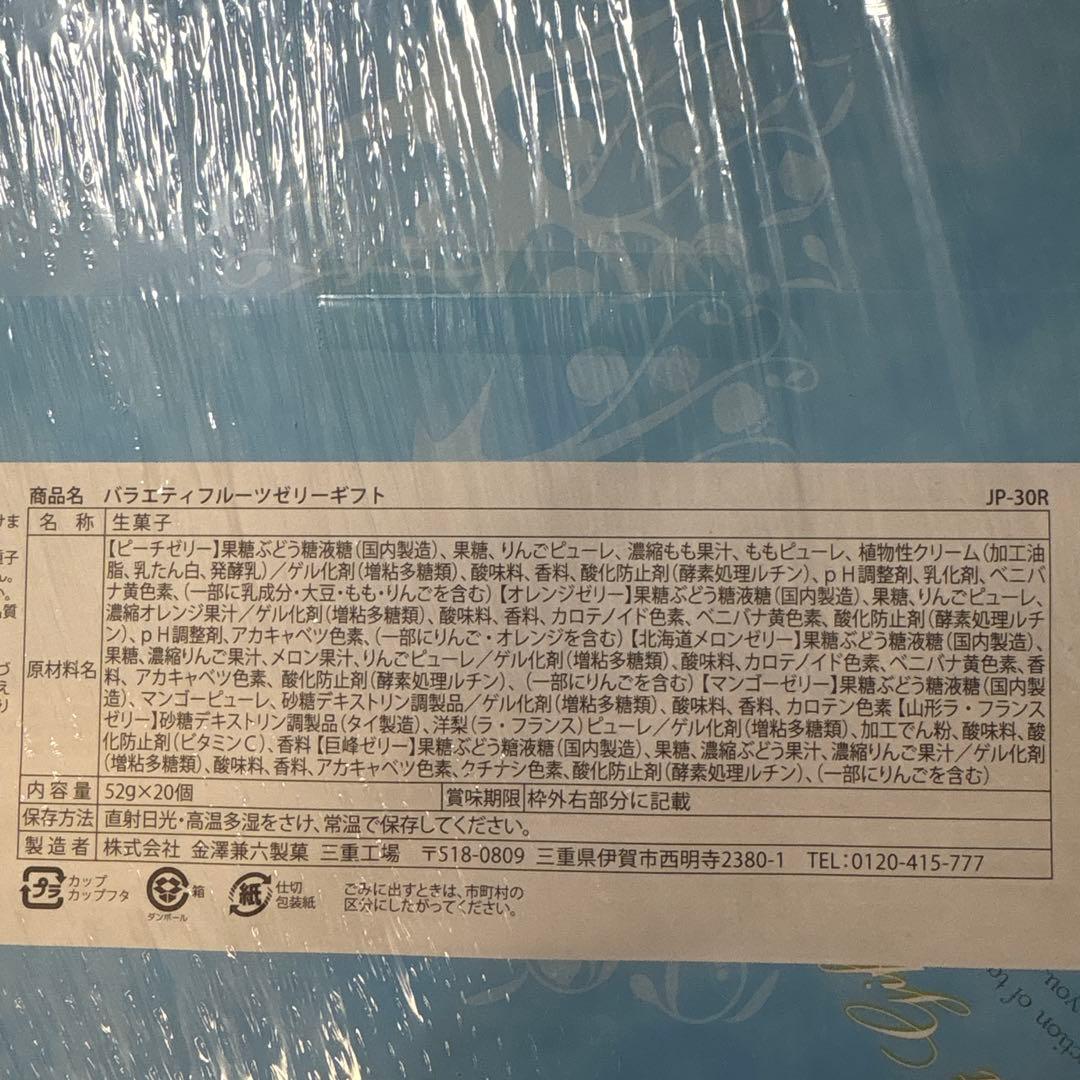 商品名 バラエティフルーツゼリーギフト JP-30R
名称 生菓子
原材料名
【ピーチゼリー】果糖ぶどう糖液糖(国内製造)、果糖、りんごピューレ、濃縮もも果汁、ももピューレ、植物性クリーム(加工油
脂、乳たん白、発酵乳)／ゲル化剤(増粘多糖類)、酸味料、香料、酸化防止剤(酵素処理ルチン)、pH調整剤、乳化剤、ベニバ
ナ黄色素、(一部に乳成分・大豆・もも・りんごを含む)【オレンジゼリー】果糖ぶどう糖液糖(国内製造)、果糖、りんごピューレ、
濃縮オレンジ果汁／ゲル化剤(増粘多糖類)、酸味料、香料、カロテノイド色素、ベニバナ黄色素、酸化防止剤(酵素処理ルチ
ン)、pH調整剤、アカキャベツ色素、(一部にりんご・オレンジを含む)【北海道メロンゼリー】果糖ぶどう糖液糖(国内製造)、
果糖、濃縮りんご果汁、メロン果汁、りんごピューレ／ゲル化剤(増粘多糖類)、酸味料、カロテノイド色素、ベニバナ黄色素、香
料、アカキャベツ色素、酸化防止剤(酵素処理ルチン)、(一部にりんごを含む)【マンゴーゼリー】果糖ぶどう糖液糖(国内製
造)、マンゴーピューレ、砂糖デキストリン調製品／ゲル化剤(増粘多糖類)、酸味料、香料、カロテン色素【山形ラ・フランス
ゼリー】砂糖デキストリン調製品(タイ製造)、洋梨(ラ・フランス)ピューレ／ゲル化剤(増粘多糖類)、加工でん粉、酸味料、酸
化防止剤(ビタミンC)、香料【巨峰ゼリー】果糖ぶどう糖液糖(国内製造)、果糖、濃縮ぶどう果汁、濃縮りんご果汁／ゲル化剤
(増粘多糖類)、酸味料、香料、アカキャベツ色素、クチナシ色素、酸化防止剤(酵素処理ルチン)、(一部にりんごを含む)
内容量 52g×20個 賞味期限 枠外右部分に記載
保存方法 直射日光・高温多湿をさけ、常温で保存してください。
製造者 株式会社 金澤兼六製菓 三重工場 〒518-0809 三重県伊賀市西明寺2380-1 TEL:0120-415-777
プラ カップ
カップフタ
ダンボール 箱
紙 仕切
包装紙
ごみに出すときは、市町村の
区分にしたがってください。